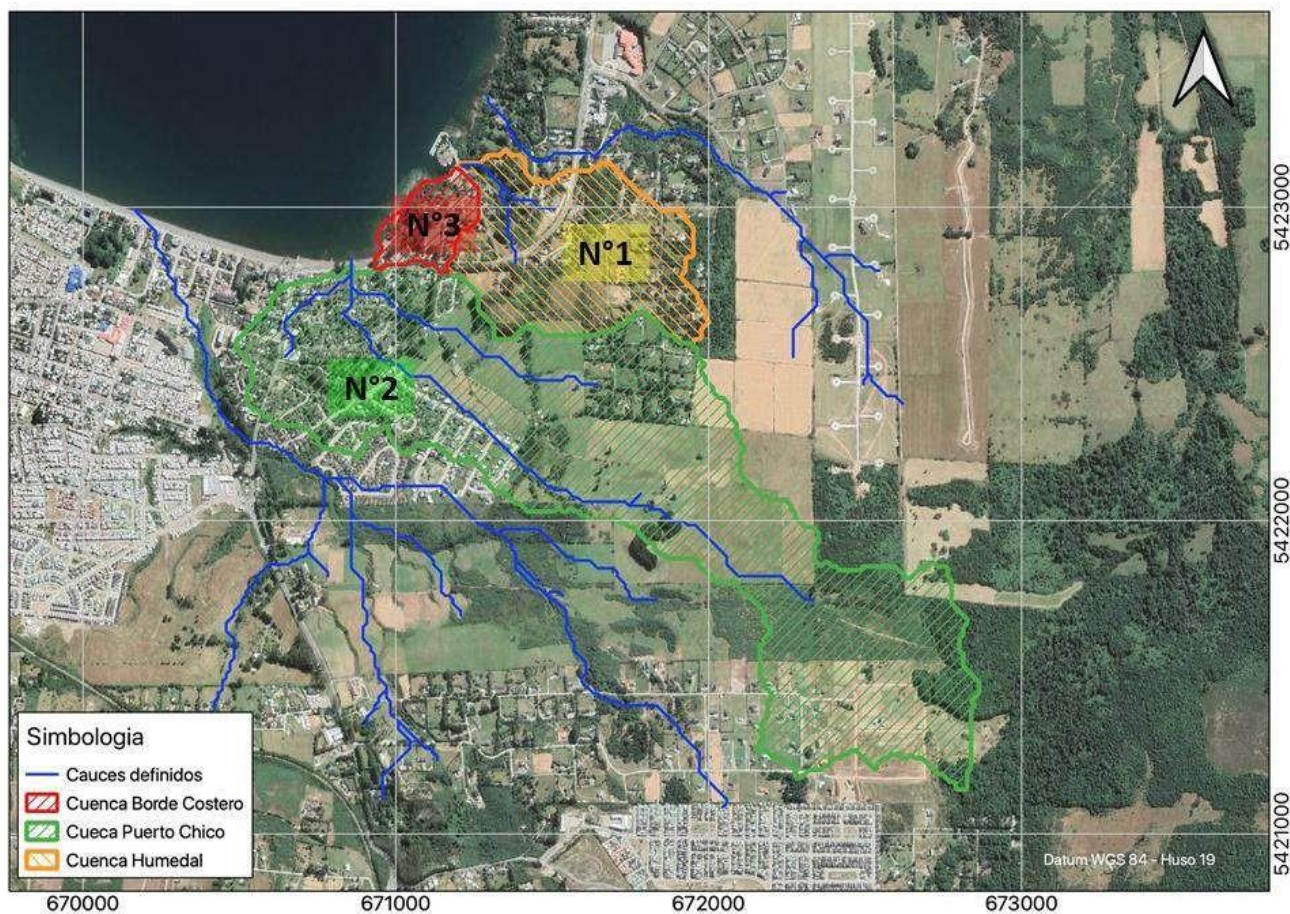 N°3
N°1
N°2
5423000
5422000
5421000
Simbologia
Cauces definidos
Cuenca Borde Costero
Cueca Puerto Chico
Cuenca Humedal
Datum WGS 84 - Huso 19
670000
671000
672000
673000